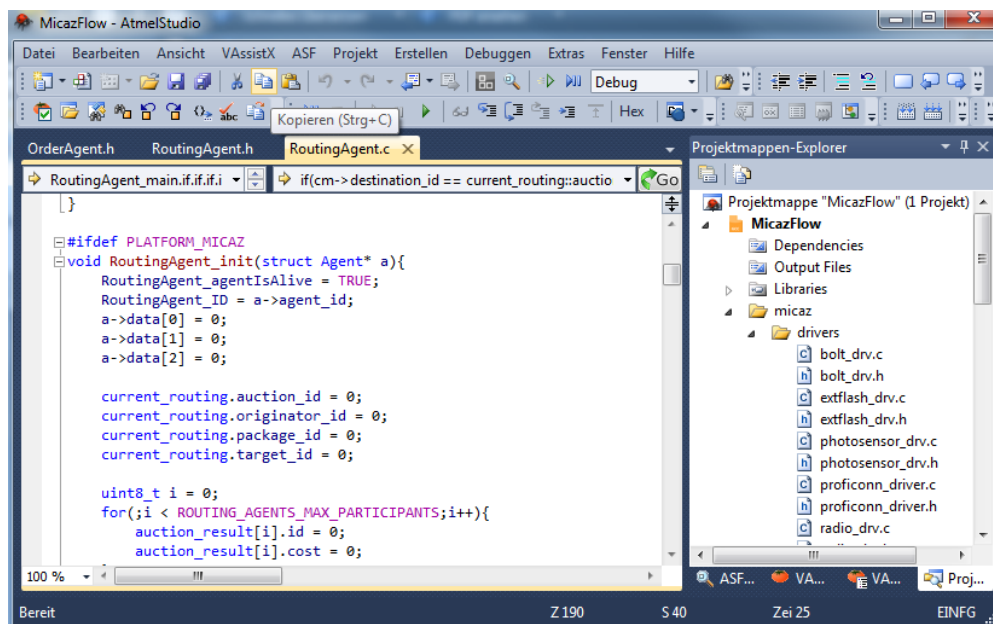 MicazFlow - AtmelStudio
Datei Bearbeiten Ansicht VAssistX ASF Projekt Erstellen Debuggen Extras Fenster Hilfe
Debug
Hex
Kopieren (Strg+C)
OrderAgent.h RoutingAgent.h RoutingAgent.c
RoutingAgent_main.if.if.if.i if(cm->destination_id == current_routing::auctio Go
}
#ifdef PLATFORM_MICAZ
void RoutingAgent_init(struct Agent* a){
RoutingAgent_agentIsAlive = TRUE;
RoutingAgent_ID = a->agent_id;
a->data[0] = 0;
a->data[1] = 0;
a->data[2] = 0;
current_routing.auction_id = 0;
current_routing.originator_id = 0;
current_routing.package_id = 0;
current_routing.target_id = 0;
uint8_t i = 0;
for(;i < ROUTING_AGENTS_MAX_PARTICIPANTS;i++){
auction_result[i].id = 0;
auction_result[i].cost = 0;
100 %
Projektmappen-Explorer
Projektmappe "MicazFlow" (1 Projekt)
MicazFlow
Dependencies
Output Files
Libraries
micaz
drivers
bolt_drv.c
bolt_drv.h
extflash_drv.c
extflash_drv.h
photosensor_drv.c
photosensor_drv.h
proficonn_driver.c
proficonn_driver.h
radio_drv.c
ASF... VA... VA... Proj...
Bereit Z 190 S 40 Zei 25 EINFG